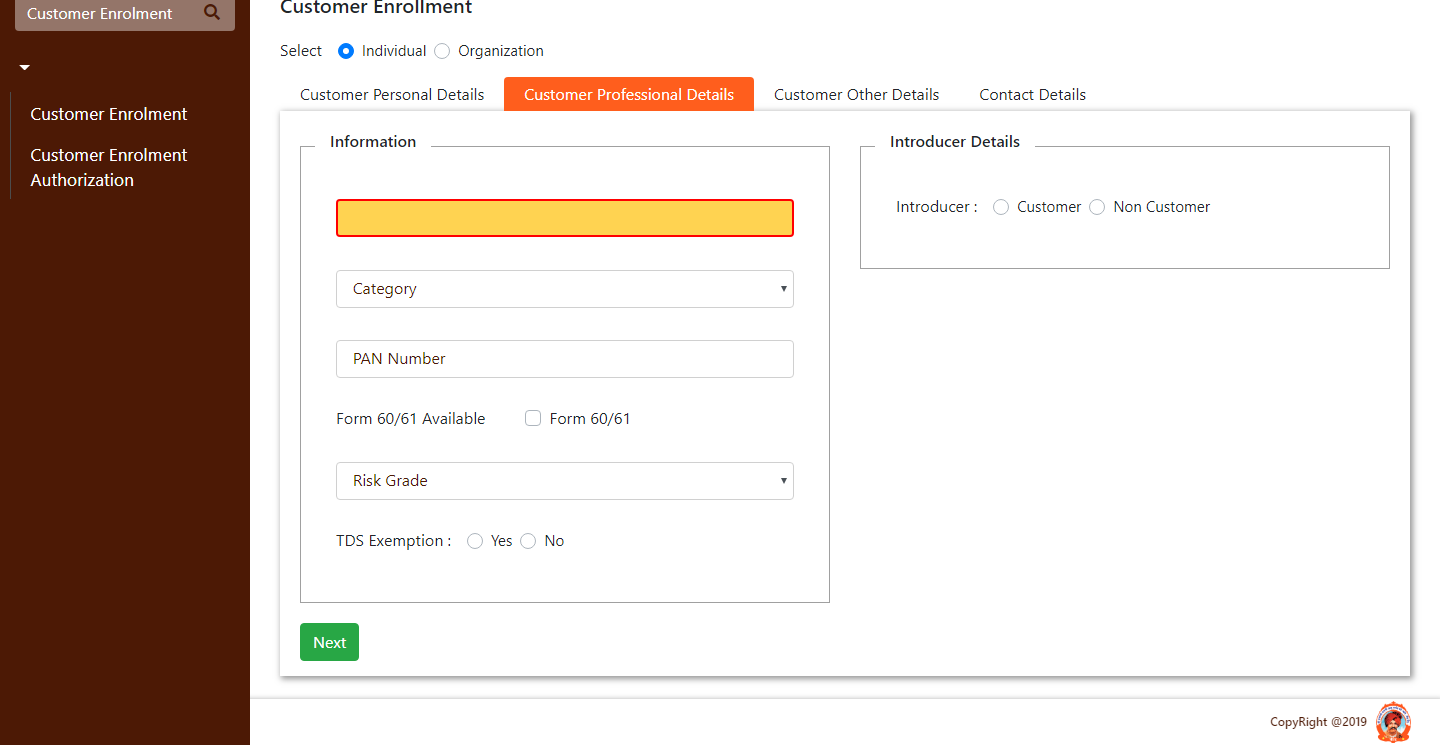 Customer Enrolment
Customer Enrolment
Customer Enrolment
Authorization
Customer Enrollment
Select Individual Organization
Customer Personal Details Customer Professional Details Customer Other Details Contact Details
Information
Category
PAN Number
Form 60/61 Available Form 60/61
Risk Grade
TDS Exemption : Yes No
Next
Introducer Details
Introducer : Customer Non Customer
CopyRight @2019